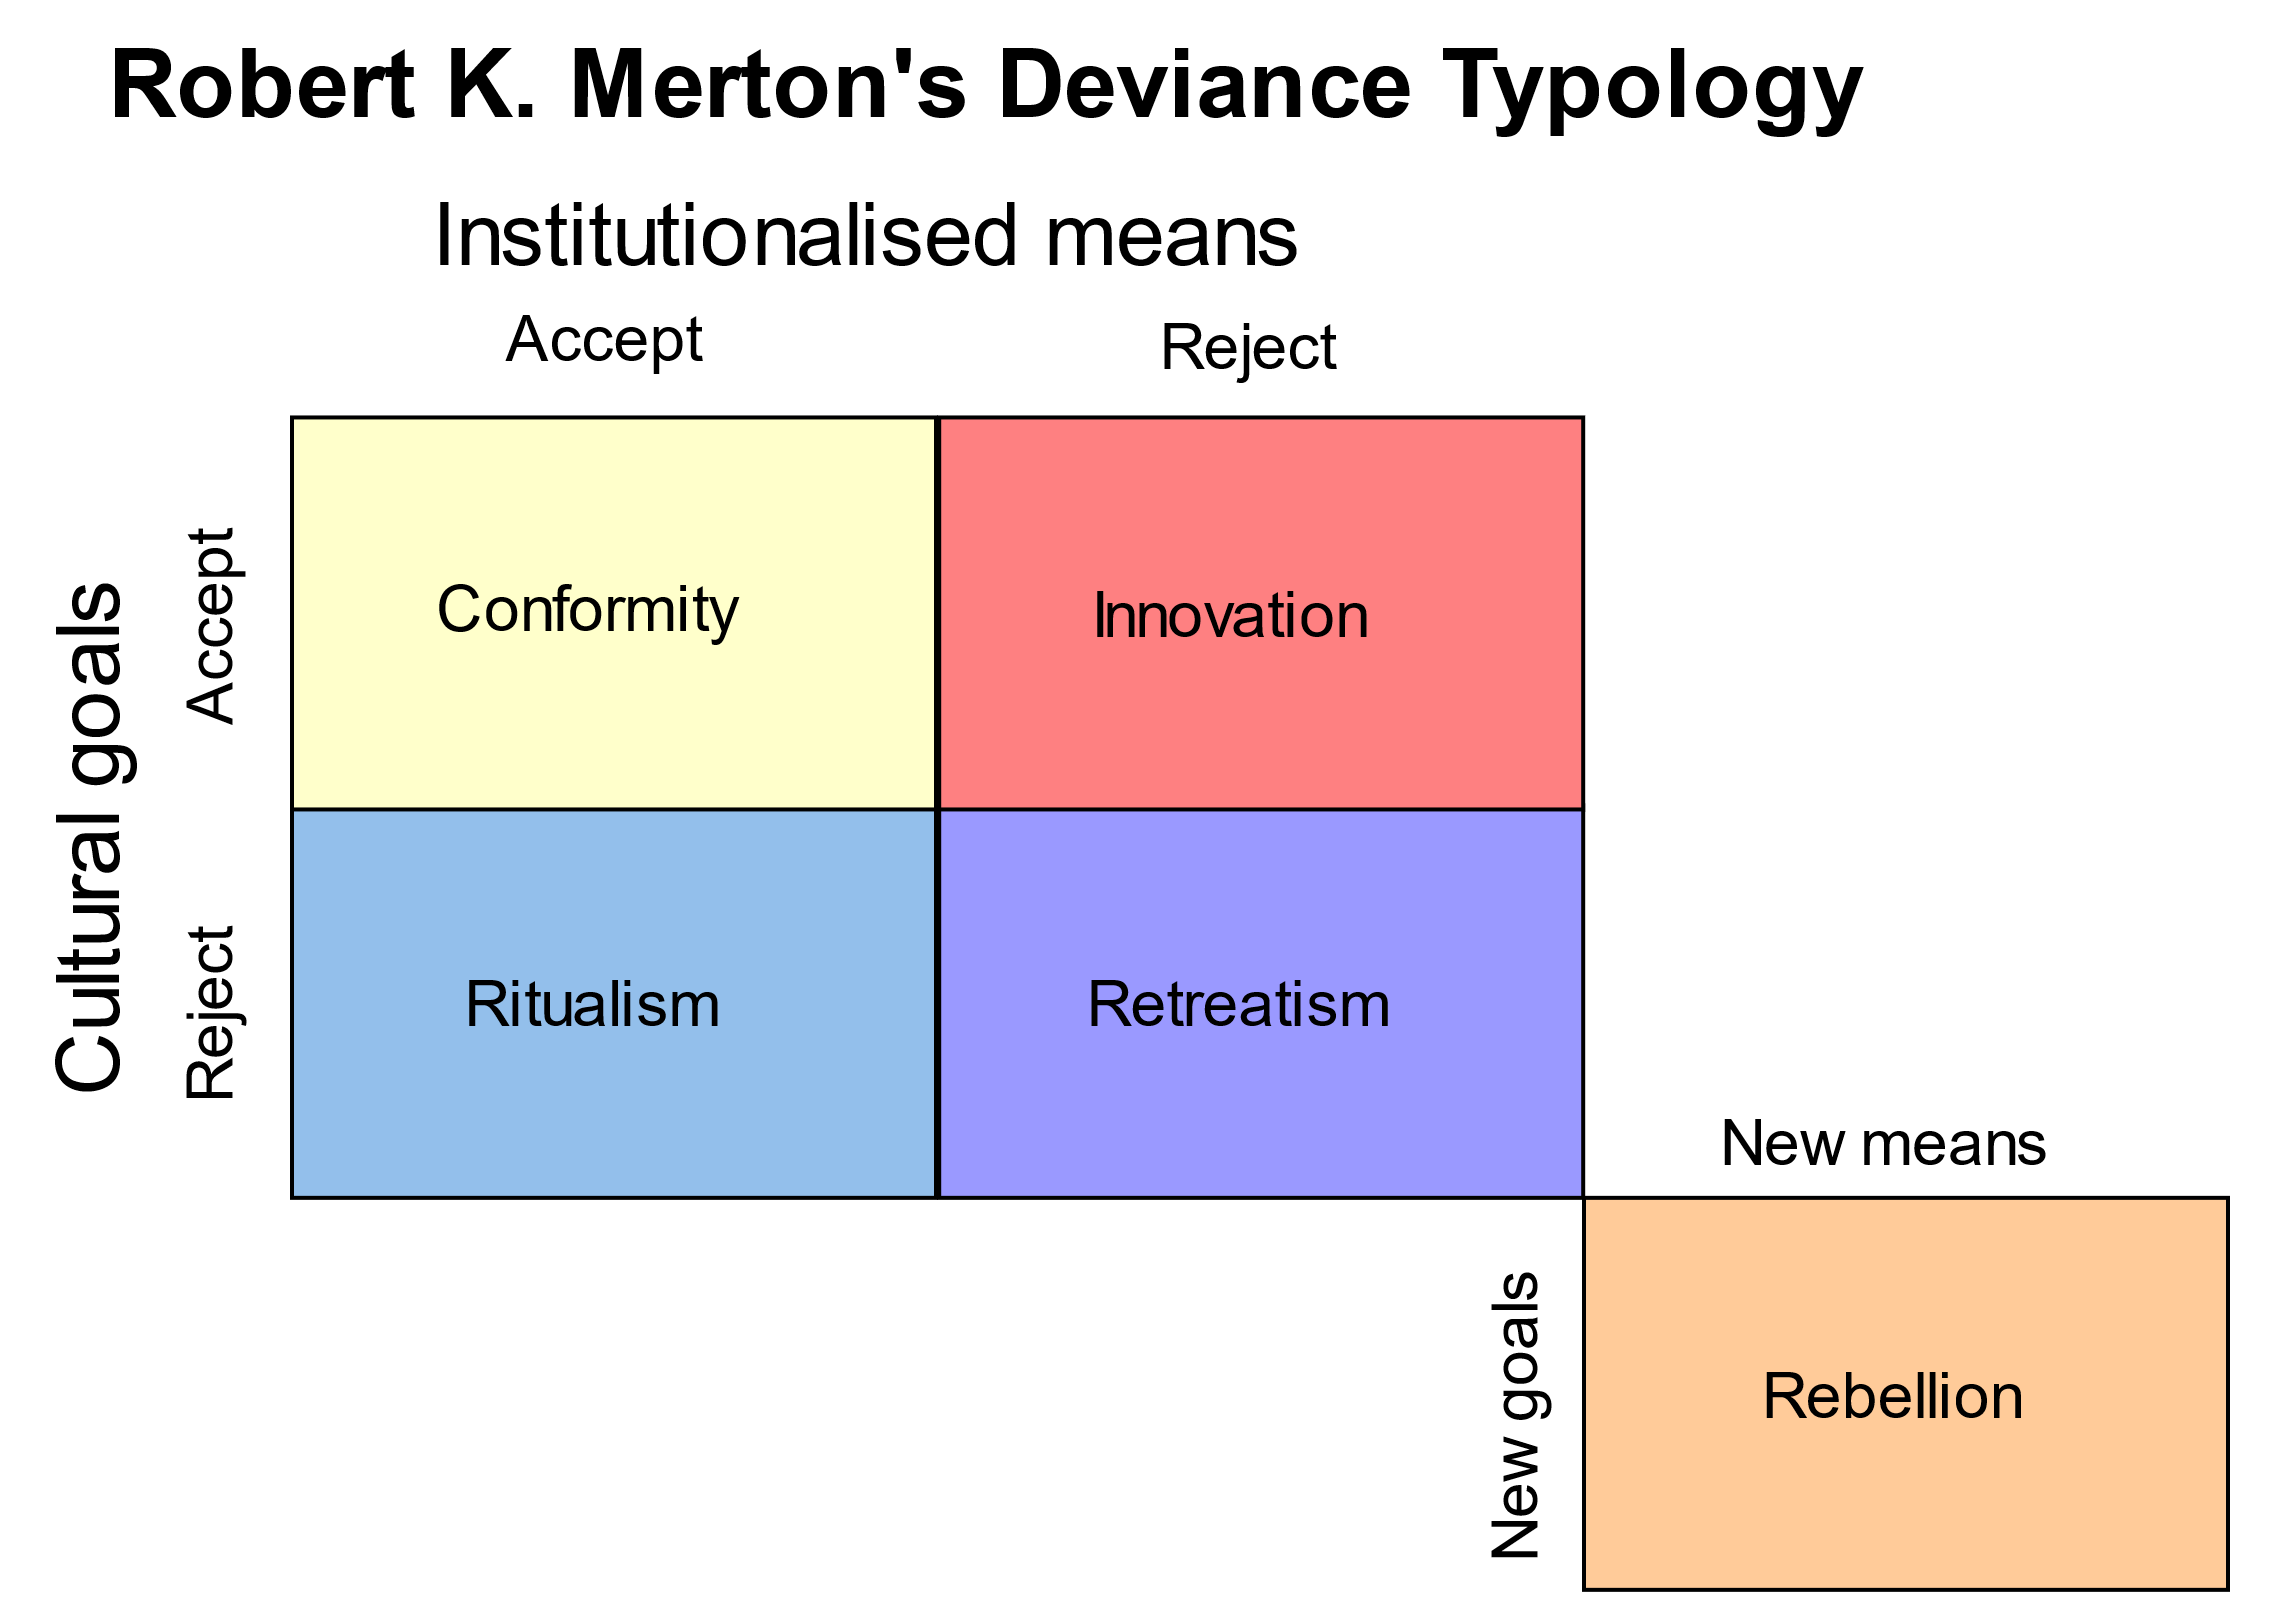 Robert K. Merton's Deviance Typology
Institutionalised means
Accept
Reject
Cultural goals
Accept
Conformity
Innovation
Reject
Ritualism
Retreatism
New means
New goals
Rebellion